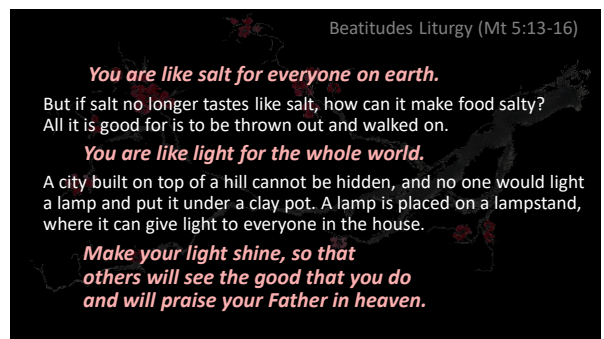 Beatitudes Liturgy (Mt 5:13-16)
You are like salt for everyone on earth.
But if salt no longer tastes like salt, how can it make food salty?
All it is good for is to be thrown out and walked on.
You are like light for the whole world.
A city built on top of a hill cannot be hidden, and no one would light
a lamp and put it under a clay pot. A lamp is placed on a lampstand,
where it can give light to everyone in the house.
Make your light shine, so that
others will see the good that you do
and will praise your Father in heaven.